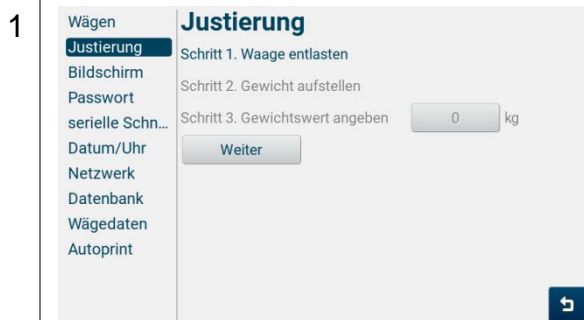 1
Wägen
Justierung
Bildschirm
Passwort
serielle Schn...
Datum/Uhr
Netzwerk
Datenbank
Wägedaten
Autoprint
Justierung
Schritt 1. Waage entlasten
Schritt 2. Gewicht aufstellen
Schritt 3. Gewichtswert angeben 0 kg
Weiter